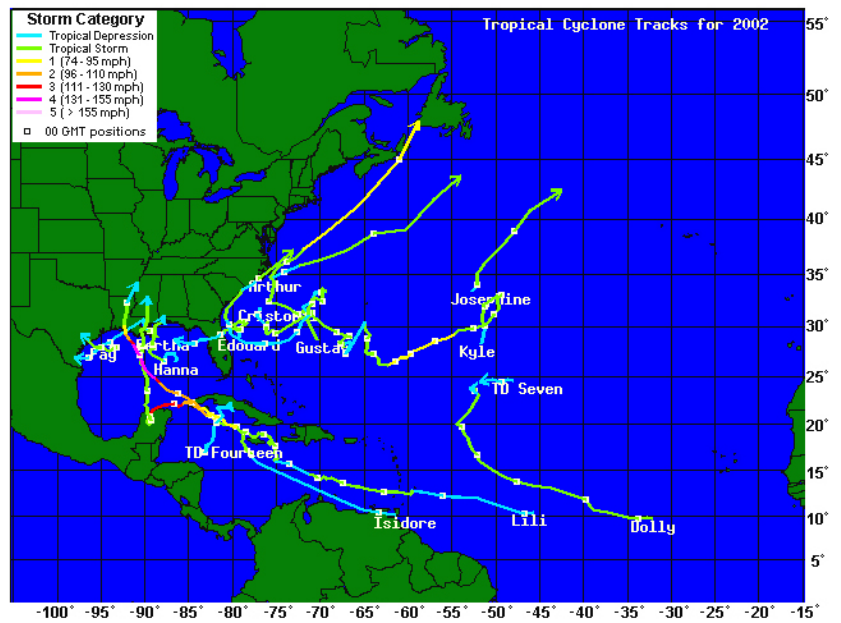 Storm Category
Tropical Depression
Tropical Storm
1 (74 - 95 mph)
2 (96 - 110 mph)
3 (111 - 130 mph)
4 (131 - 155 mph)
5 ( > 155 mph)
00 GMT positions
Tropical Cyclone Tracks for 2002
55°
50°
45°
40°
35°
30°
25°
20°
15°
10°
5°
Arthur
Josephine
Edouard
Gustav
Kyle
Fay
Hanna
TD Seven
TD Fourteen
Isidore
Lili
Dolly
-100° -95° -90° -85° -80° -75° -70° -65° -60° -55° -50° -45° -40° -35° -30° -25° -20° -15°